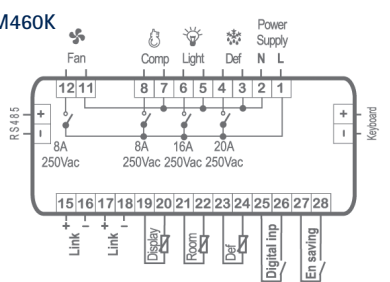 M460K
Power
Supply
Fan Comp Light Def N L
12 11 8 7 6 5 4 3 2 1
RS485 + -
+ - Keyboard
8A 8A 16A 20A
250Vac 250Vac 250Vac 250Vac
15 16 17 18 19 20 21 22 23 24 25 26 27 28
+ - + -
Link Link Display Room Def Digital inp En saving